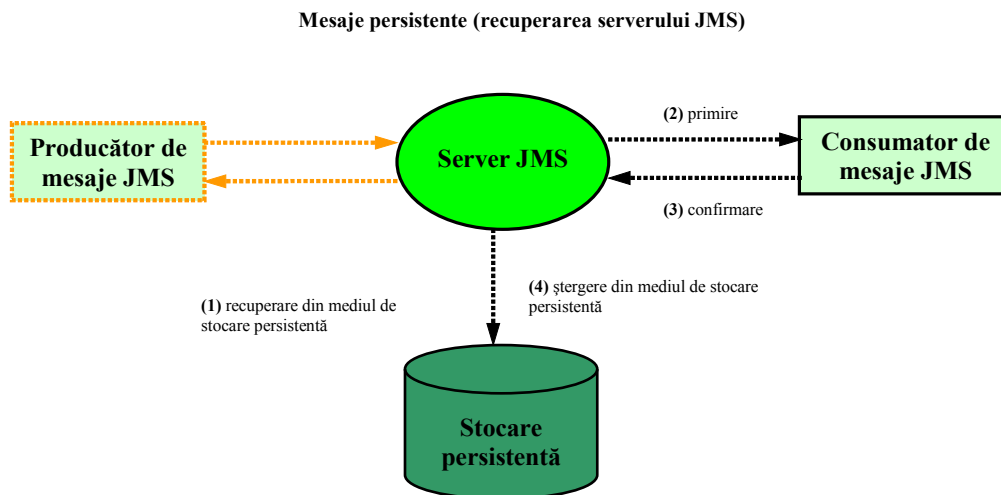 Mesaje persistente (recuperarea serverului JMS)
(2) primire
Producător de
mesaje JMS
Server JMS
Consumator de
mesaje JMS
(3) confirmare
(1) recuperare din mediul de
stocare persistentă
(4) ştergere din mediul de stocare
persistentă
Stocare
persistentă